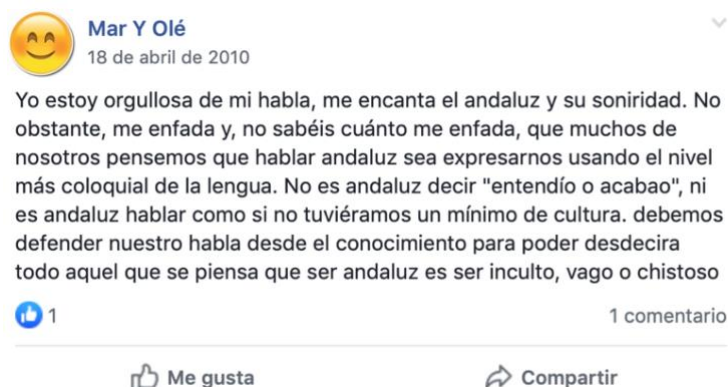 Mar Y Olé
18 de abril de 2010
Yo estoy orgullosa de mi habla, me encanta el andaluz y su soniridad. No
obstante, me enfada y, no sabéis cuánto me enfada, que muchos de
nosotros pensemos que hablar andaluz sea expresarnos usando el nivel
más coloquial de la lengua. No es andaluz decir "entendío o acabao", ni
es andaluz hablar como si no tuviéramos un mínimo de cultura. debemos
defender nuestro habla desde el conocimiento para poder desdecira
todo aquel que se piensa que ser andaluz es ser inculto, vago o chistoso
1 1 comentario
Me gusta Compartir